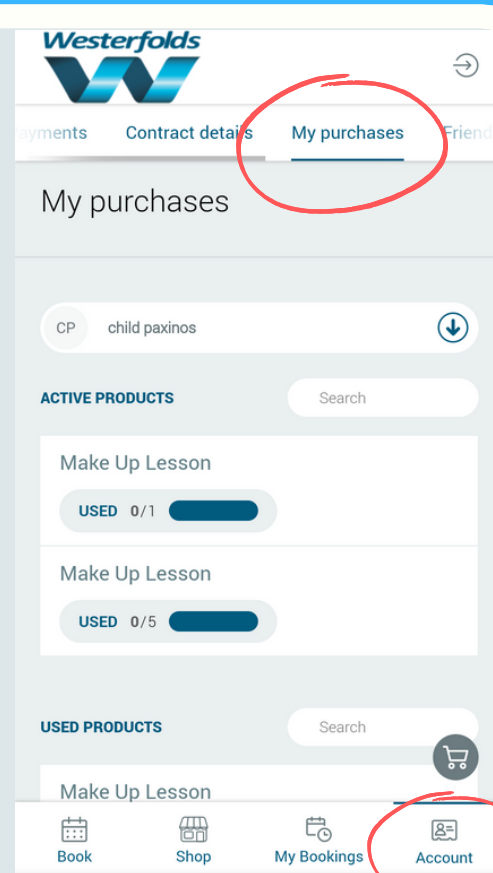 Westerfolds
ayments Contract details My purchases Friend
My purchases
CP child paxinos
ACTIVE PRODUCTS Search
Make Up Lesson
USED 0/1
Make Up Lesson
USED 0/5
USED PRODUCTS Search
Make Up Lesson
Book Shop My Bookings Account